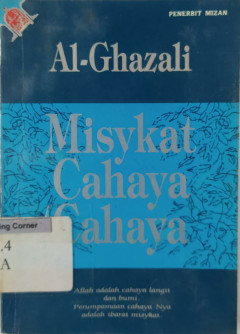 PENERBIT MIZAN
Al-Ghazali
Misykat
Cahaya
Cahaya
ing Corner
.4
A
Allah adalah cahaya langit
dan bumi.
Perumpamaan cahaya-Nya
adalah ibarat misykat.